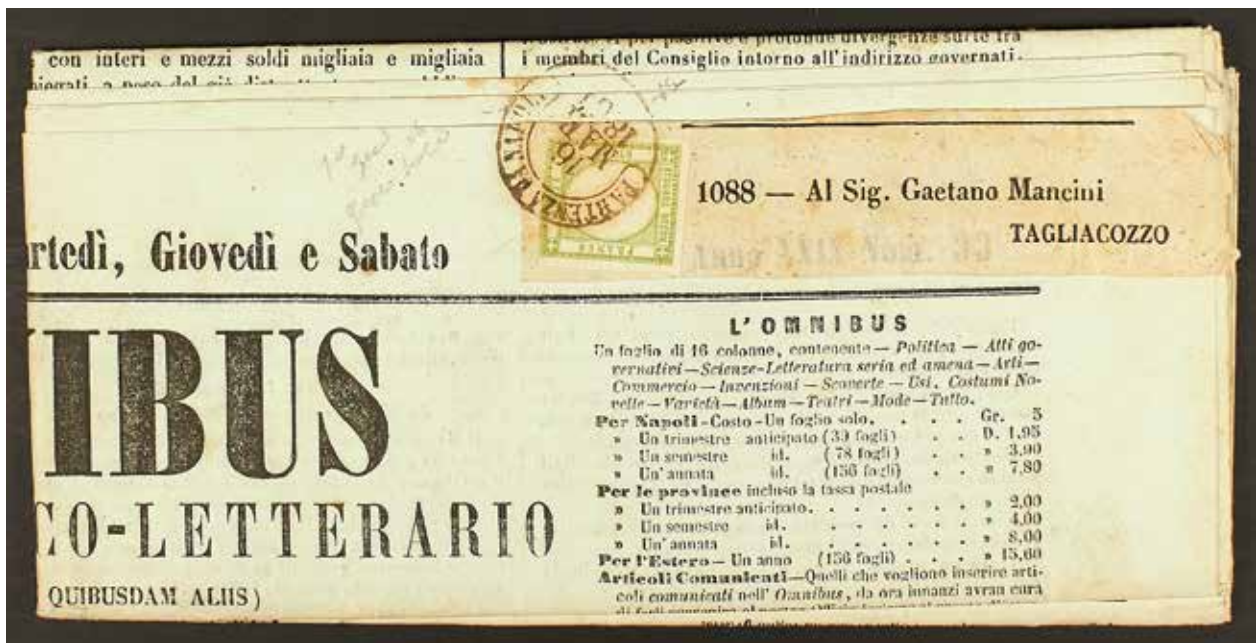 con interi e mezzi soldi migliaia e migliaia
i membri del Consiglio intorno all'indirizzo governati-
PARTENZA DA NAPOLI
16
MAR
1088 — Al Sig. Gaetano Mancini
TAGLIACOZZO
rtedì, Giovedì e Sabato
IBUS
CO-LETTERARIO
QUIBUSDAM ALIIS)
L'OMNIBUS
Un foglio di 16 colonne, contenente — Politica — Atti go-
vernativi — Scienze-Letteratura seria ed amena — Arti —
Commercio — Invenzioni — Scoverte — Usi, Costumi No-
velle — Varietà — Album — Teatri — Mode — Tutto.
Per Napoli - Costo - Un foglio solo. . . . Gr. 5
» Un trimestre anticipato (39 fogli) . . D. 1,95
» Un semestre id. (78 fogli) . . » 3,90
» Un'annata id. (156 fogli) . . » 7,80
Per le province incluso la tassa postale
» Un trimestre anticipato. . . . . . » 2,00
» Un semestre id. . . . . . . » 4,00
» Un'annata id. . . . . . . » 8,00
Per l'Estero — Un anno (156 fogli) . . . » 15,60
Articoli Comunicati — Quelli che vogliono inserire arti-
coli comunicati nell' Omnibus, da ora innanzi avran cura